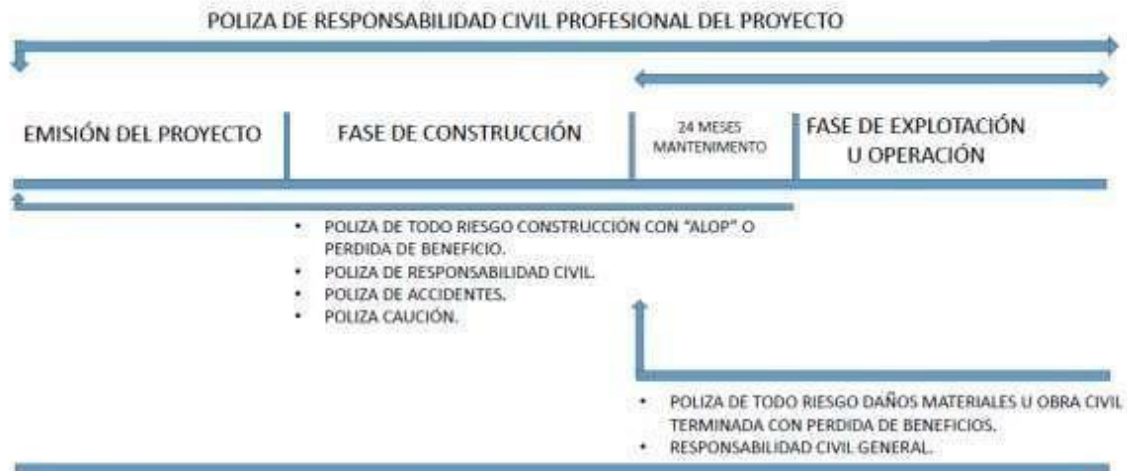 POLIZA DE RESPONSABILIDAD CIVIL PROFESIONAL DEL PROYECTO
EMISIÓN DEL PROYECTO
FASE DE CONSTRUCCIÓN
24 MESES
MANTENIMENTO
FASE DE EXPLOTACIÓN
U OPERACIÓN
• POLIZA DE TODO RIESGO CONSTRUCCIÓN CON "ALOP" O
PERDIDA DE BENEFICIO.
• POLIZA DE RESPONSABILIDAD CIVIL.
• POLIZA DE ACCIDENTES.
• POLIZA CAUCIÓN.
• POLIZA DE TODO RIESGO DAÑOS MATERIALES U OBRA CIVIL
TERMINADA CON PERDIDA DE BENEFICIOS.
• RESPONSABILIDAD CIVIL GENERAL.